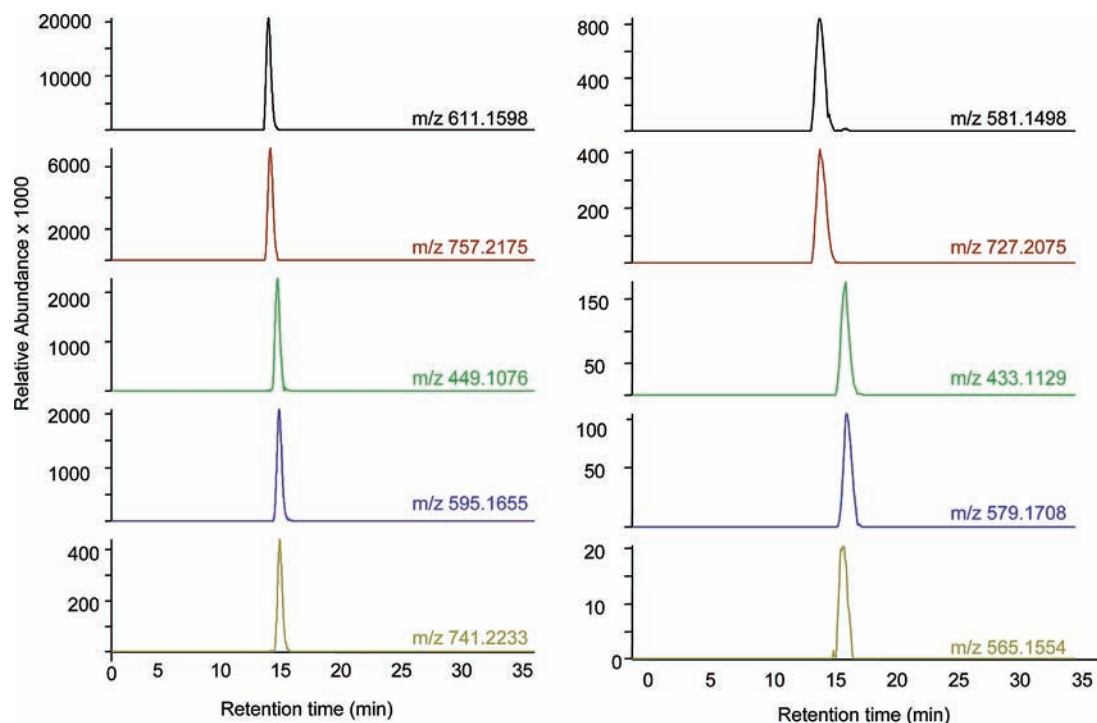 Relative Abundance x 1000
20000
10000
m/z 611.1598
6000
2000
m/z 757.2175
2000
1000
m/z 449.1076
2000
1000
m/z 595.1655
400
200
m/z 741.2233
0 5 10 15 20 25 30 35
Retention time (min)
800
400
0
m/z 581.1498
400
200
m/z 727.2075
150
50
m/z 433.1129
100
50
m/z 579.1708
20
10
0
m/z 565.1554
0 5 10 15 20 25 30 35
Retention time (min)